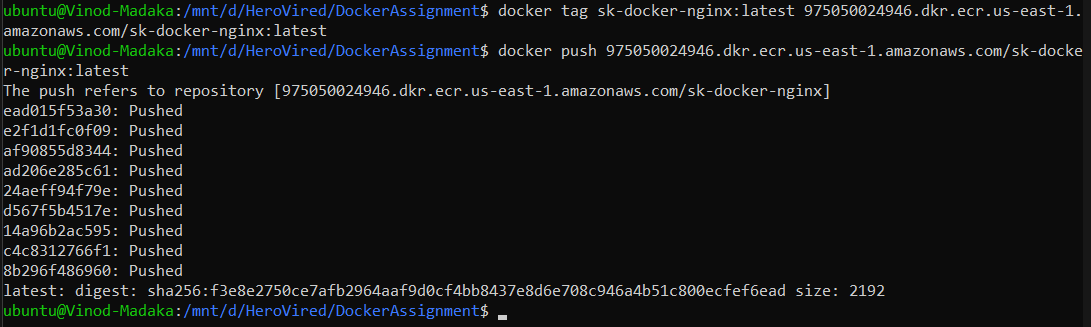 ubuntu@Vinod-Madaka:/mnt/d/HeroVired/DockerAssignment$ docker tag sk-docker-nginx:latest 975050024946.dkr.ecr.us-east-1.
amazonaws.com/sk-docker-nginx:latest
ubuntu@Vinod-Madaka:/mnt/d/HeroVired/DockerAssignment$ docker push 975050024946.dkr.ecr.us-east-1.amazonaws.com/sk-docke
r-nginx:latest
The push refers to repository [975050024946.dkr.ecr.us-east-1.amazonaws.com/sk-docker-nginx]
ead015f53a30: Pushed
e2f1d1fc0f09: Pushed
af90855d8344: Pushed
ad206e285c61: Pushed
24aeff94f79e: Pushed
d567f5b4517e: Pushed
14a96b2ac595: Pushed
c4c8312766f1: Pushed
8b296f486960: Pushed
latest: digest: sha256:f3e8e2750ce7afb2964aaf9d0cf4bb8437e8d6e708c946a4b51c800ecfef6ead size: 2192
ubuntu@Vinod-Madaka:/mnt/d/HeroVired/DockerAssignment$